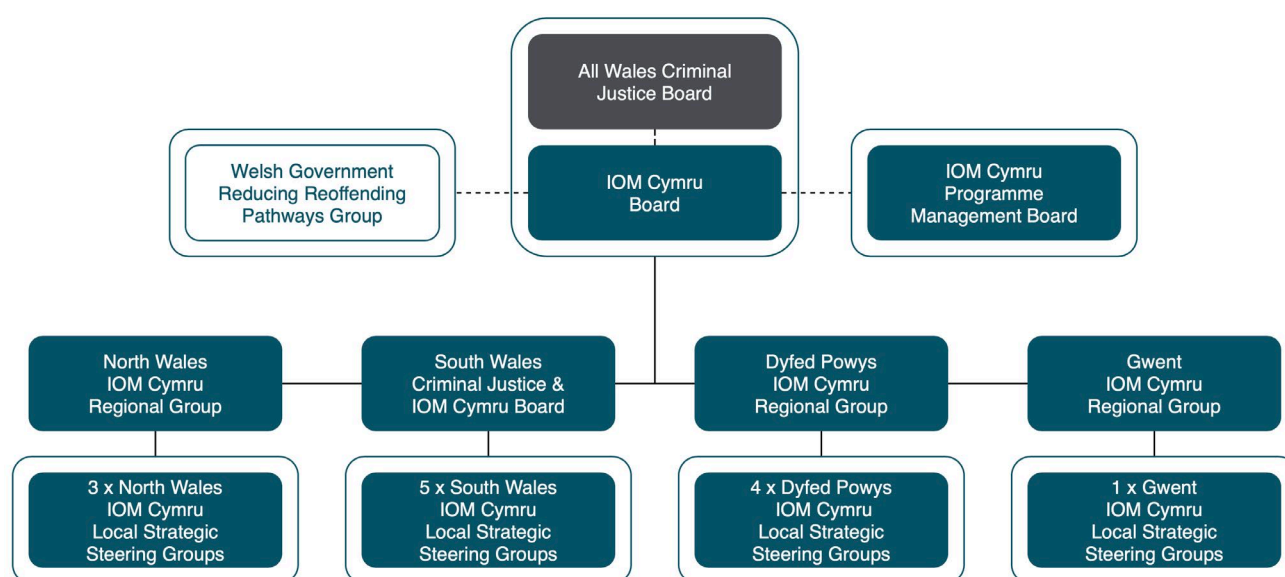 All Wales Criminal
Justice Board
Welsh Government
Reducing Reoffending
Pathways Group
IOM Cymru
Board
IOM Cymru
Programme
Management Board
North Wales
IOM Cymru
Regional Group
South Wales
Criminal Justice &
IOM Cymru Board
Dyfed Powys
IOM Cymru
Regional Group
Gwent
IOM Cymru
Regional Group
3 x North Wales
IOM Cymru
Local Strategic
Steering Groups
5 x South Wales
IOM Cymru
Local Strategic
Steering Groups
4 x Dyfed Powys
IOM Cymru
Local Strategic
Steering Groups
1 x Gwent
IOM Cymru
Local Strategic
Steering Groups